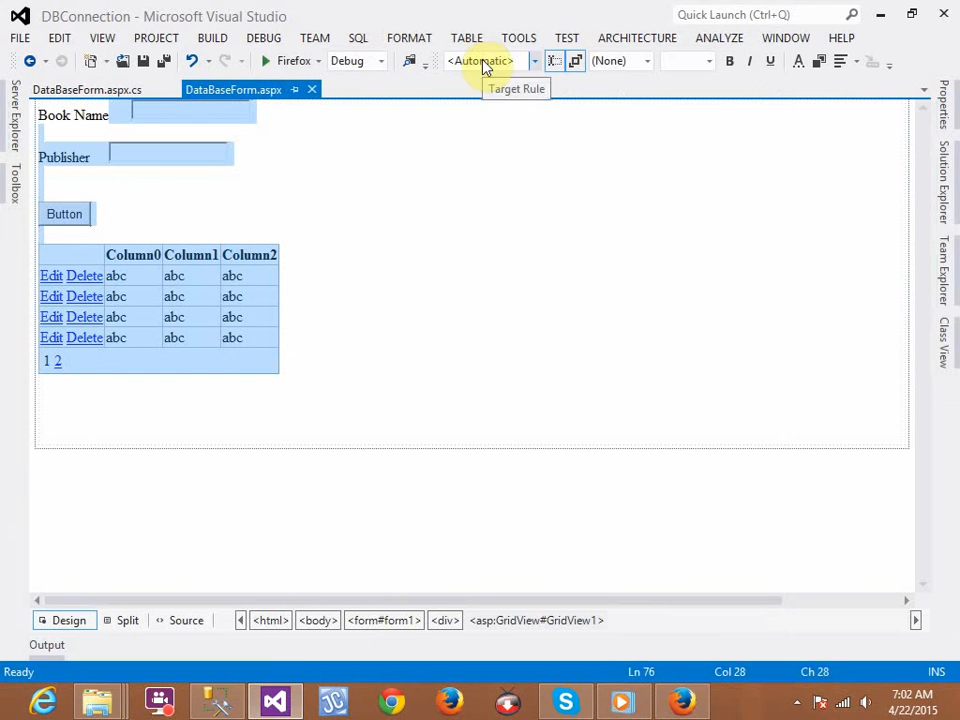 DBConnection - Microsoft Visual Studio
Quick Launch (Ctrl+Q)
FILE EDIT VIEW PROJECT BUILD DEBUG TEAM SQL FORMAT TABLE TOOLS TEST ARCHITECTURE ANALYZE WINDOW HELP
Firefox Debug <Automatic> (None) B I U A
Target Rule
DataBaseForm.aspx.cs DataBaseForm.aspx
Server Explorer
Toolbox
Book Name
Publisher
Button
Column0 Column1 Column2
Edit Delete abc abc abc
Edit Delete abc abc abc
Edit Delete abc abc abc
Edit Delete abc abc abc
1 2
Properties
Solution Explorer
Team Explorer
Class View
Design Split Source <html> <body> <form#form1> <div> <asp:GridView#GridView1>
Output
Ready Ln 76 Col 28 Ch 28 INS
JC
7:02 AM
4/22/2015